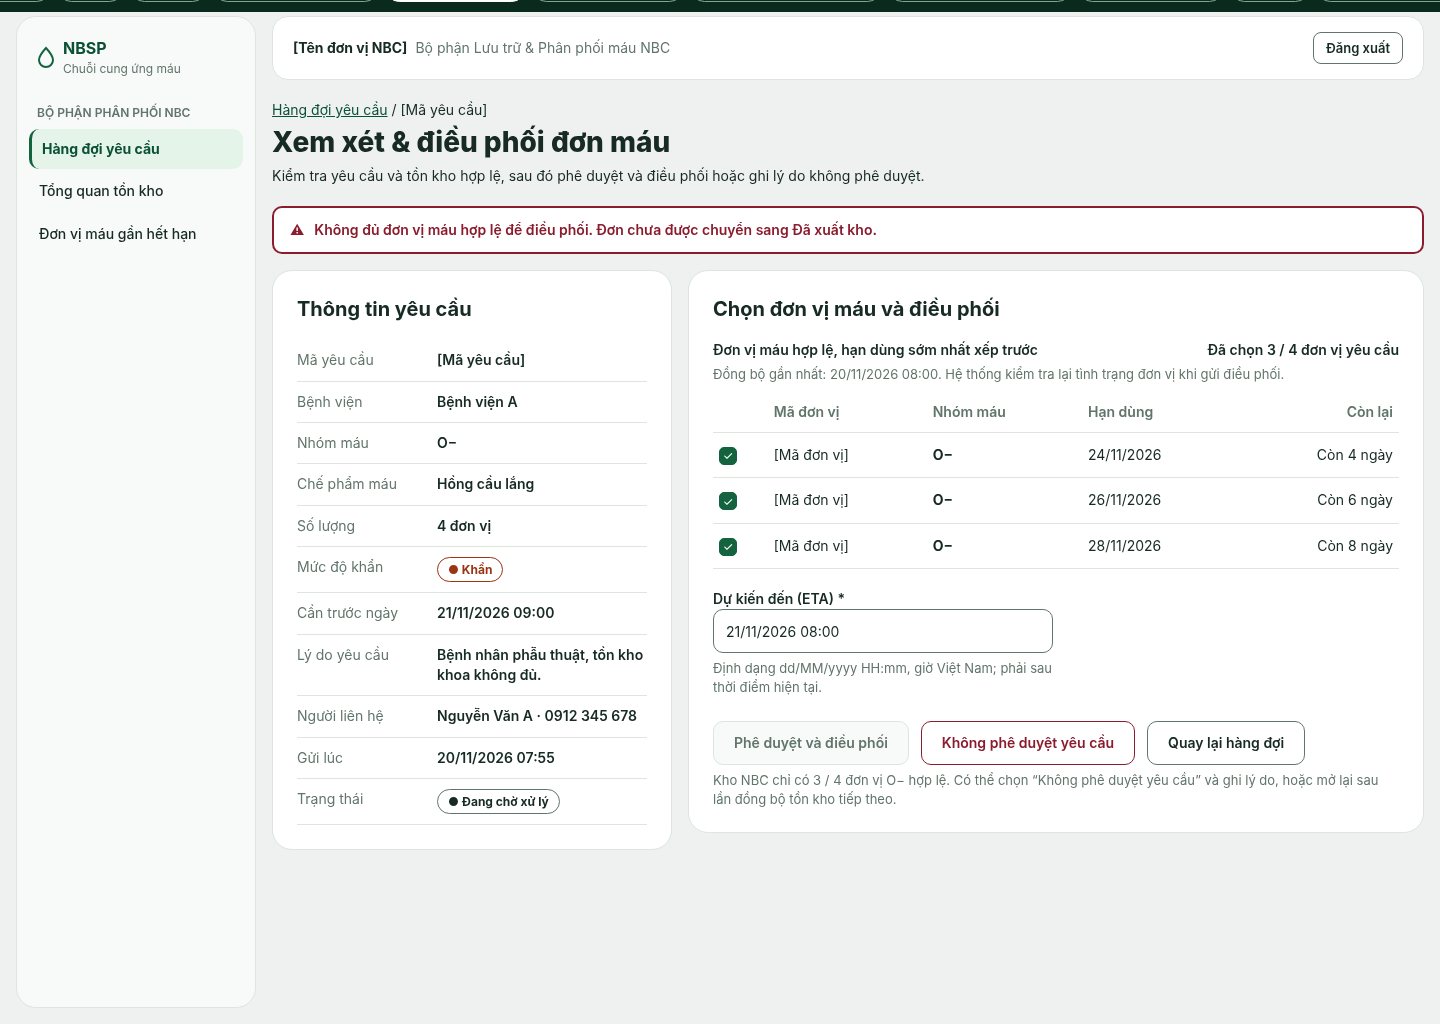 NBSP
Chuỗi cung ứng máu
BỘ PHẬN PHÂN PHỐI NBC
Hàng đợi yêu cầu
Tổng quan tồn kho
Đơn vị máu gần hết hạn
[Tên đơn vị NBC] Bộ phận Lưu trữ & Phân phối máu NBC
Đăng xuất
Hàng đợi yêu cầu / [Mã yêu cầu]
Xem xét & điều phối đơn máu
Kiểm tra yêu cầu và tồn kho hợp lệ, sau đó phê duyệt và điều phối hoặc ghi lý do không phê duyệt.
Không đủ đơn vị máu hợp lệ để điều phối. Đơn chưa được chuyển sang Đã xuất kho.
Thông tin yêu cầu
Mã yêu cầu [Mã yêu cầu]
Bệnh viện Bệnh viện A
Nhóm máu O−
Chế phẩm máu Hồng cầu lắng
Số lượng 4 đơn vị
Mức độ khẩn Khẩn
Cần trước ngày 21/11/2026 09:00
Lý do yêu cầu Bệnh nhân phẫu thuật, tồn kho
khoa không đủ.
Người liên hệ Nguyễn Văn A · 0912 345 678
Gửi lúc 20/11/2026 07:55
Trạng thái Đang chờ xử lý
Chọn đơn vị máu và điều phối
Đơn vị máu hợp lệ, hạn dùng sớm nhất xếp trước Đã chọn 3 / 4 đơn vị yêu cầu
Đồng bộ gần nhất: 20/11/2026 08:00. Hệ thống kiểm tra lại tình trạng đơn vị khi gửi điều phối.
Mã đơn vị Nhóm máu Hạn dùng Còn lại
[Mã đơn vị] O− 24/11/2026 Còn 4 ngày
[Mã đơn vị] O− 26/11/2026 Còn 6 ngày
[Mã đơn vị] O− 28/11/2026 Còn 8 ngày
Dự kiến đến (ETA) *
21/11/2026 08:00
Định dạng dd/MM/yyyy HH:mm, giờ Việt Nam; phải sau
thời điểm hiện tại.
Phê duyệt và điều phối Không phê duyệt yêu cầu Quay lại hàng đợi
Kho NBC chỉ có 3 / 4 đơn vị O− hợp lệ. Có thể chọn “Không phê duyệt yêu cầu” và ghi lý do, hoặc mở lại sau
lần đồng bộ tồn kho tiếp theo.